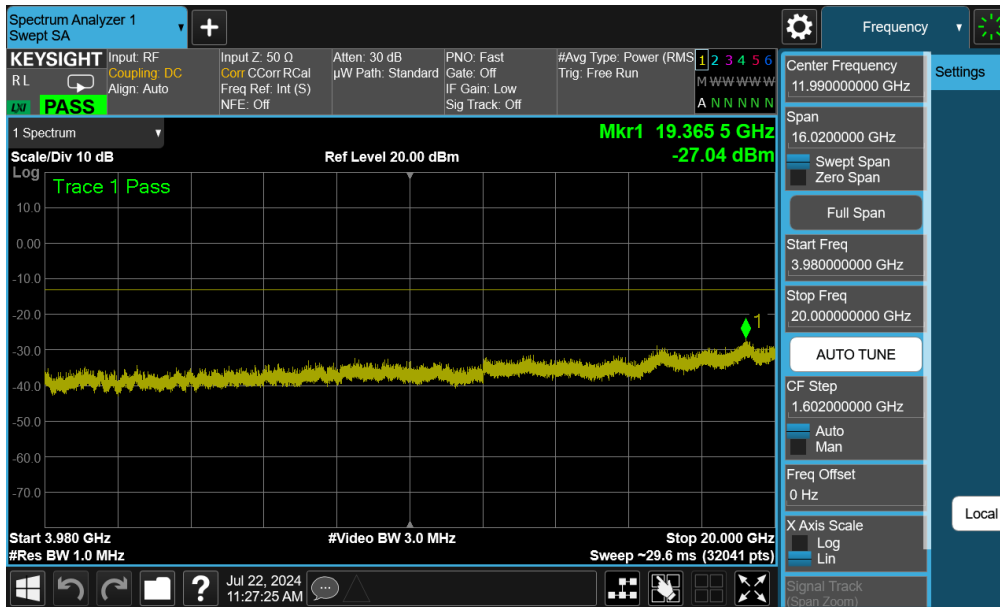 Spectrum Analyzer 1
Swept SA
+
Frequency
KEYSIGHT
R L
LXI
PASS
Input: RF
Coupling: DC
Align: Auto
Input Z: 50 Ω
Corr CCorr RCal
Freq Ref: Int (S)
NFE: Off
Atten: 30 dB
µW Path: Standard
PNO: Fast
Gate: Off
IF Gain: Low
Sig Track: Off
#Avg Type: Power (RMS
Trig: Free Run
1 2 3 4 5 6
M W W W W W
A N N N N N
1 Spectrum
Mkr1 19.365 5 GHz
-27.04 dBm
Scale/Div 10 dB
Ref Level 20.00 dBm
Log
Trace 1 Pass
10.0
0.00
-10.0
-20.0
-30.0
-40.0
-50.0
-60.0
-70.0
1
Start 3.980 GHz
#Res BW 1.0 MHz
#Video BW 3.0 MHz
Stop 20.000 GHz
Sweep ~29.6 ms (32041 pts)
Center Frequency
11.990000000 GHz
Span
16.0200000 GHz
Swept Span
Zero Span
Full Span
Start Freq
3.980000000 GHz
Stop Freq
20.000000000 GHz
AUTO TUNE
CF Step
1.602000000 GHz
Auto
Man
Freq Offset
0 Hz
X Axis Scale
Log
Lin
Signal Track
(Span Zoom)
Settings
Local
?
Jul 22, 2024
11:27:25 AM